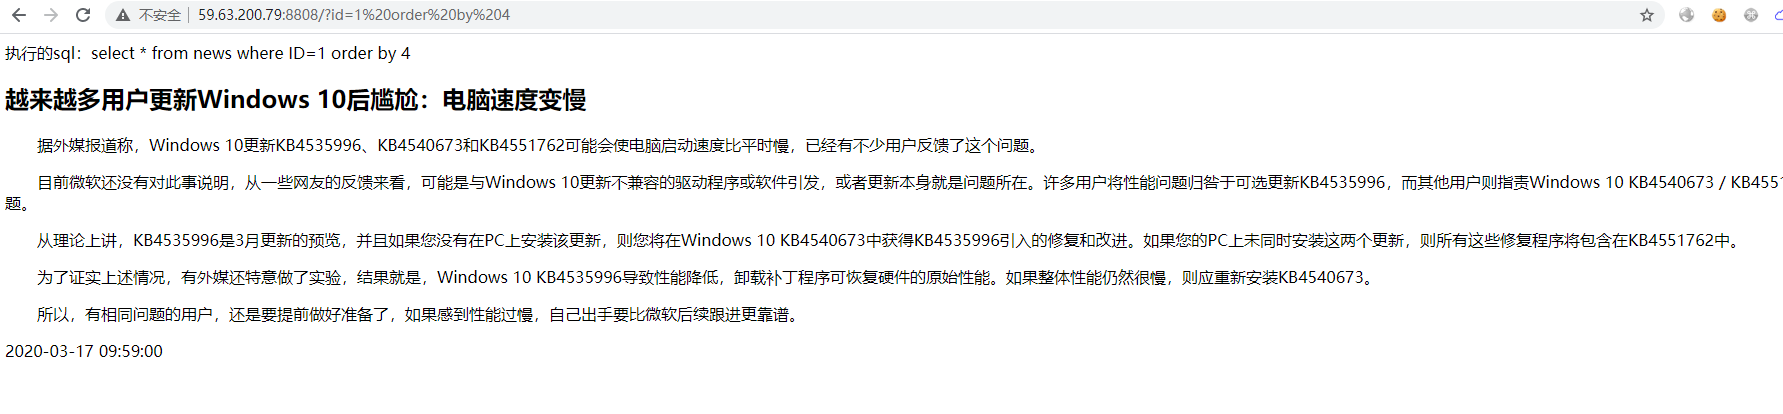 不安全 59.63.200.79:8808/?id=1%20order%20by%204
执行的sql：select * from news where ID=1 order by 4
越来越多用户更新Windows 10后尴尬：电脑速度变慢
据外媒报道称，Windows 10更新KB4535996、KB4540673和KB4551762可能会使电脑启动速度比平时慢，已经有不少用户反馈了这个问题。
目前微软还没有对此事说明，从一些网友的反馈来看，可能是与Windows 10更新不兼容的驱动程序或软件引发，或者更新本身就是问题所在。许多用户将性能问题归咎于可选更新KB4535996，而其他用户则指责Windows 10 KB4540673 / KB4551
题。
从理论上讲，KB4535996是3月更新的预览，并且如果您没有在PC上安装该更新，则您将在Windows 10 KB4540673中获得KB4535996引入的修复和改进。如果您的PC上未同时安装这两个更新，则所有这些修复程序将包含在KB4551762中。
为了证实上述情况，有外媒还特意做了实验，结果就是，Windows 10 KB4535996导致性能降低，卸载补丁程序可恢复硬件的原始性能。如果整体性能仍然很慢，则应重新安装KB4540673。
所以，有相同问题的用户，还是要提前做好准备了，如果感到性能过慢，自己出手要比微软后续跟进更靠谱。
2020-03-17 09:59:00